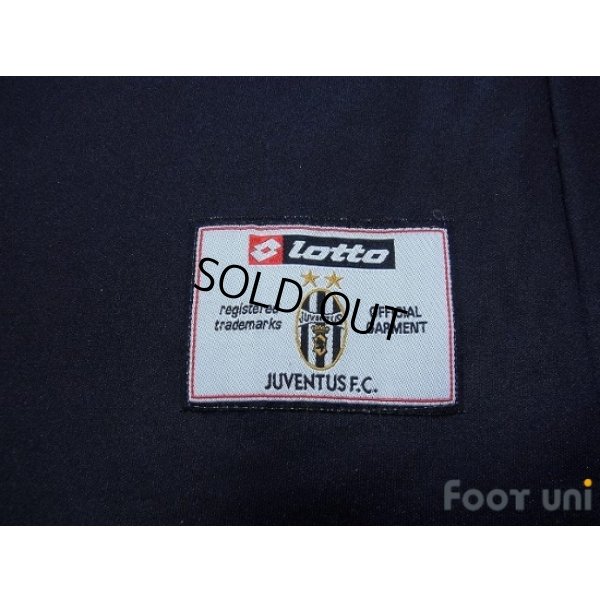 Lotto
SOLD OUT
registered
trademarks
JUVENTUS
OFFICIAL
GARMENT
JUVENTUS F.C.
FOOT UNI